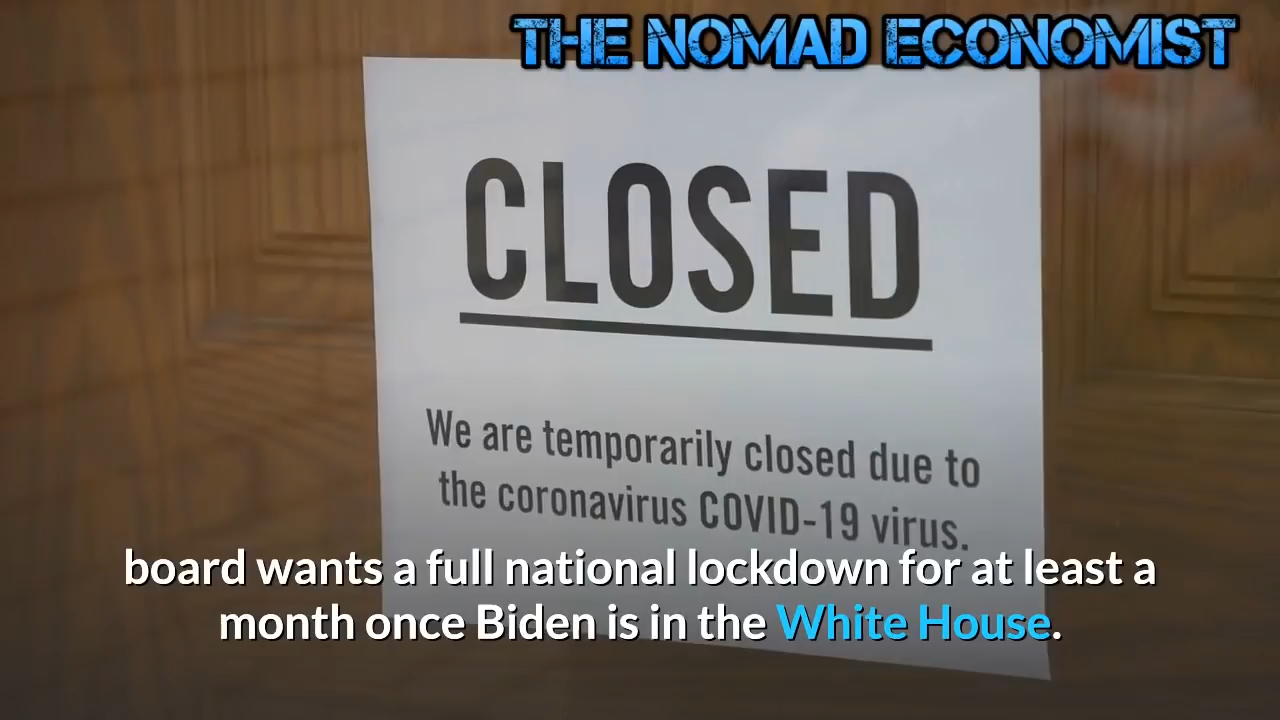 THE NOMAD ECONOMIST
CLOSED
We are temporarily closed due to
the coronavirus COVID-19 virus.
board wants a full national lockdown for at least a
month once Biden is in the White House.